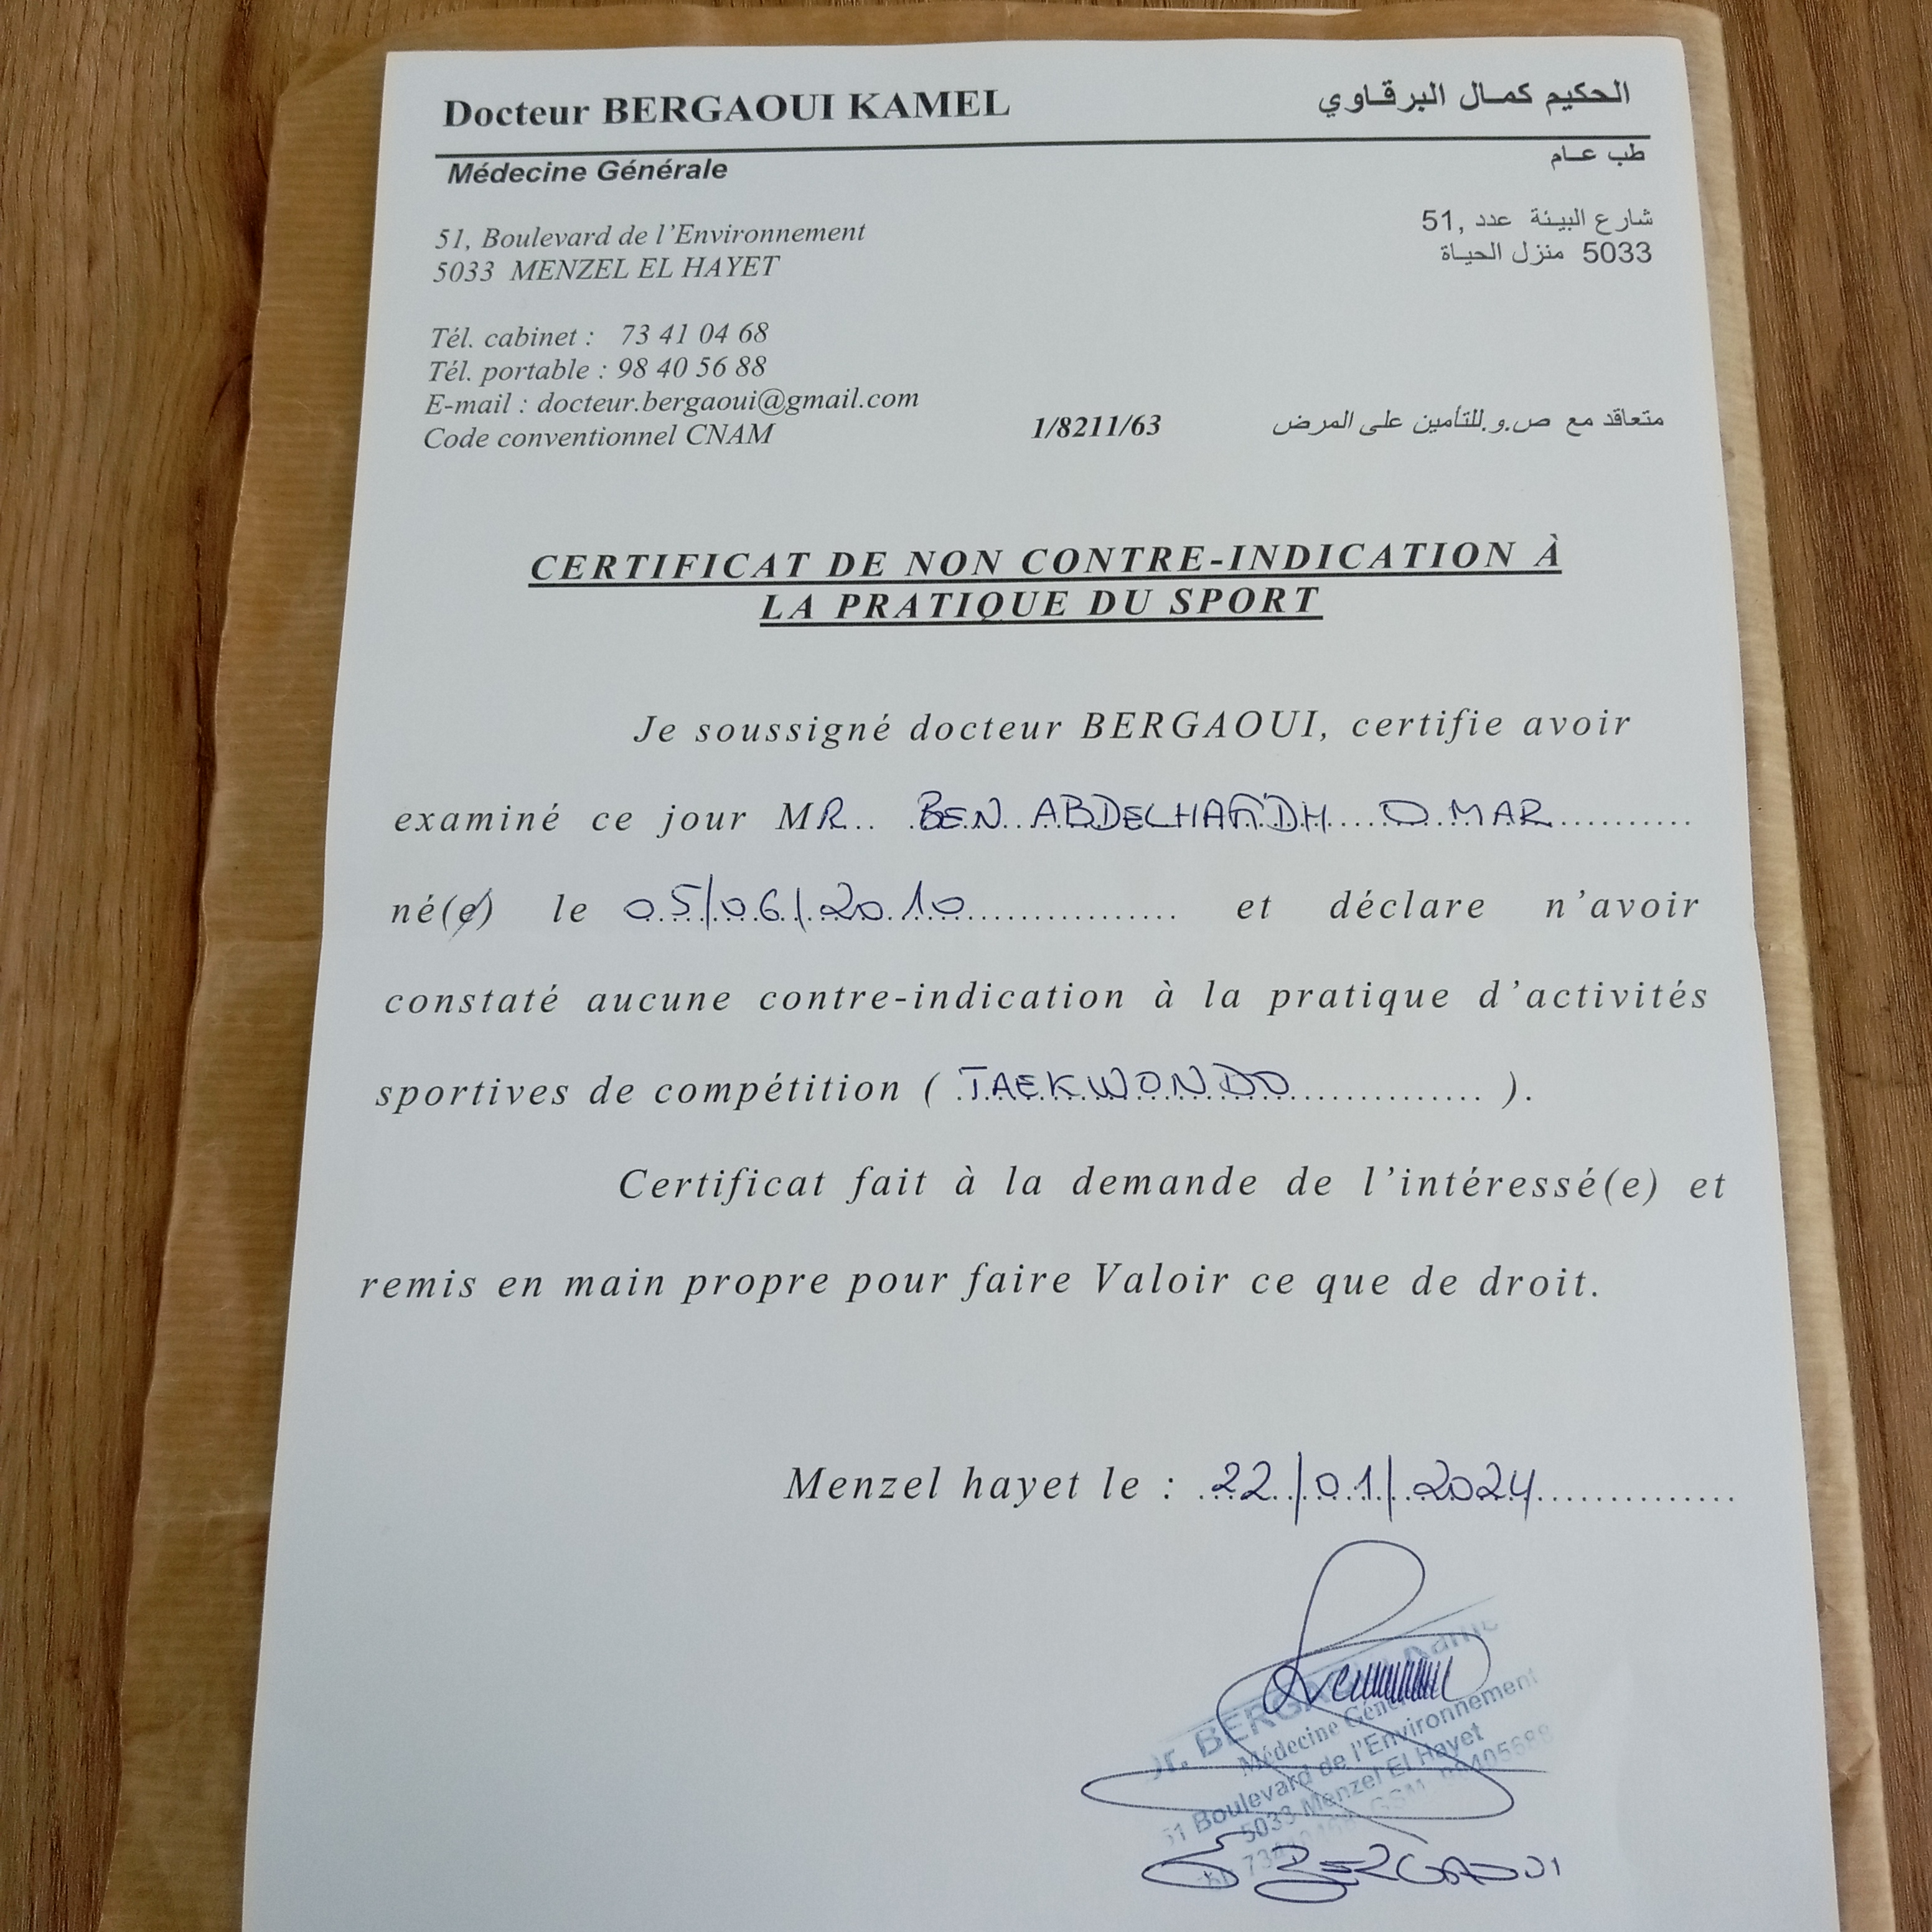 Docteur BERGAOUI KAMEL
الحكيم كمال البرقاوي
Médecine Générale
طب عام
51, Boulevard de l'Environnement
شارع البيئة عدد ,51
5033 MENZEL EL HAYET
5033 منزل الحياة
Tél. cabinet : 73 41 04 68
Tél. portable : 98 40 56 88
E-mail : docteur.bergaoui@gmail.com
Code conventionnel CNAM 1/8211/63 متعاقد مع ص.و.للتأمين على المرض
CERTIFICAT DE NON CONTRE-INDICATION À
LA PRATIQUE DU SPORT
Je soussigné docteur BERGAOUI, certifie avoir
examiné ce jour MR.. BEN ABDELHAFIDH OMAR
né(e) le 05/06/2010 et déclare n'avoir
constaté aucune contre-indication à la pratique d'activités
sportives de compétition ( TAEKWONDO ).
Certificat fait à la demande de l'intéressé(e) et
remis en main propre pour faire Valoir ce que de droit.
Menzel hayet le : 22/01/2024
Dr. BERGAOUI Kamel
Médecine Générale
51 Boulevard de l'Environnement
5033 Menzel El Hayet
GSM. 98405688
BERGAOUI